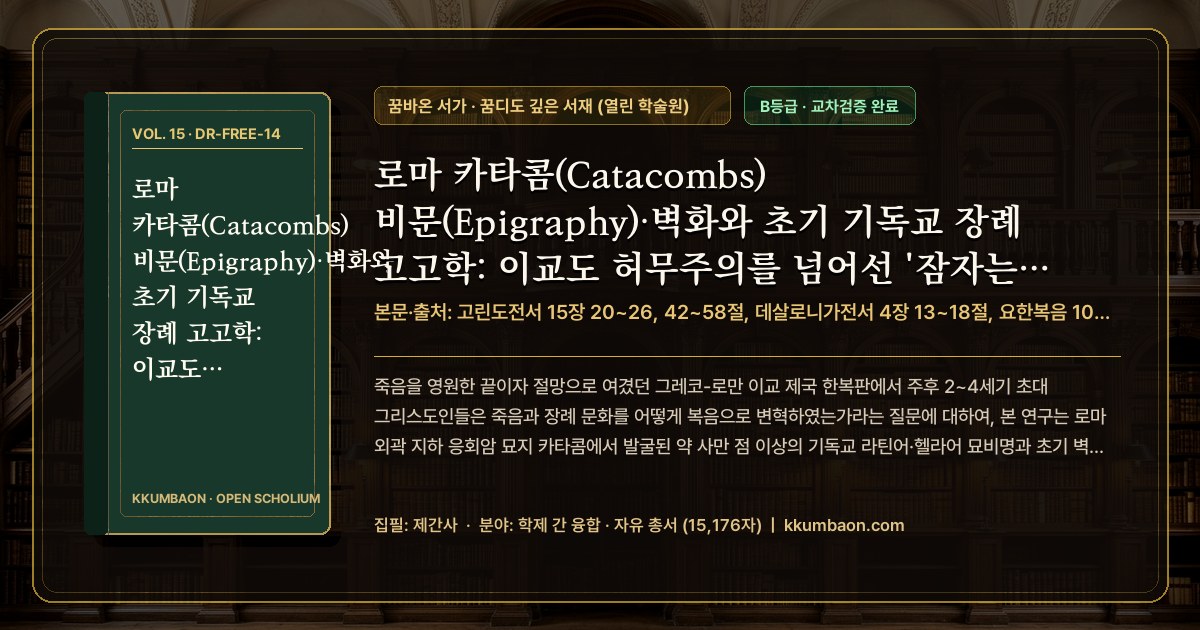 VOL. 15 · DR-FREE-14
로마
카타콤(Catacombs)
비문(Epigraphy)·벽화와
초기 기독교
장례 고고학:
이교도…
KKUMBAON · OPEN SCHOLIUM
꿈바온 서가 · 꿈디도 깊은 서재 (열린 학술원)
B등급 · 교차검증 완료
로마 카타콤(Catacombs)
비문(Epigraphy)·벽화와 초기 기독교 장례
고고학: 이교도 허무주의를 넘어선 '잠자는…
본문·출처: 고린도전서 15장 20~26, 42~58절, 데살로니가전서 4장 13~18절, 요한복음 10...
죽음을 영원한 끝이자 절망으로 여겼던 그레코-로만 이교 제국 한복판에서 주후 2~4세기 초대
그리스도인들은 죽음과 장례 문화를 어떻게 복음으로 변혁하였는가라는 질문에 대하여, 본 연구는 로마
외곽 지하 응회암 묘지 카타콤에서 발굴된 약 사만 점 이상의 기독교 라틴어·헬라어 묘비명과 초기 벽...
집필: 제간사 · 분야: 학제 간 융합 · 자유 총서 (15,176자) | kkumbaon.com